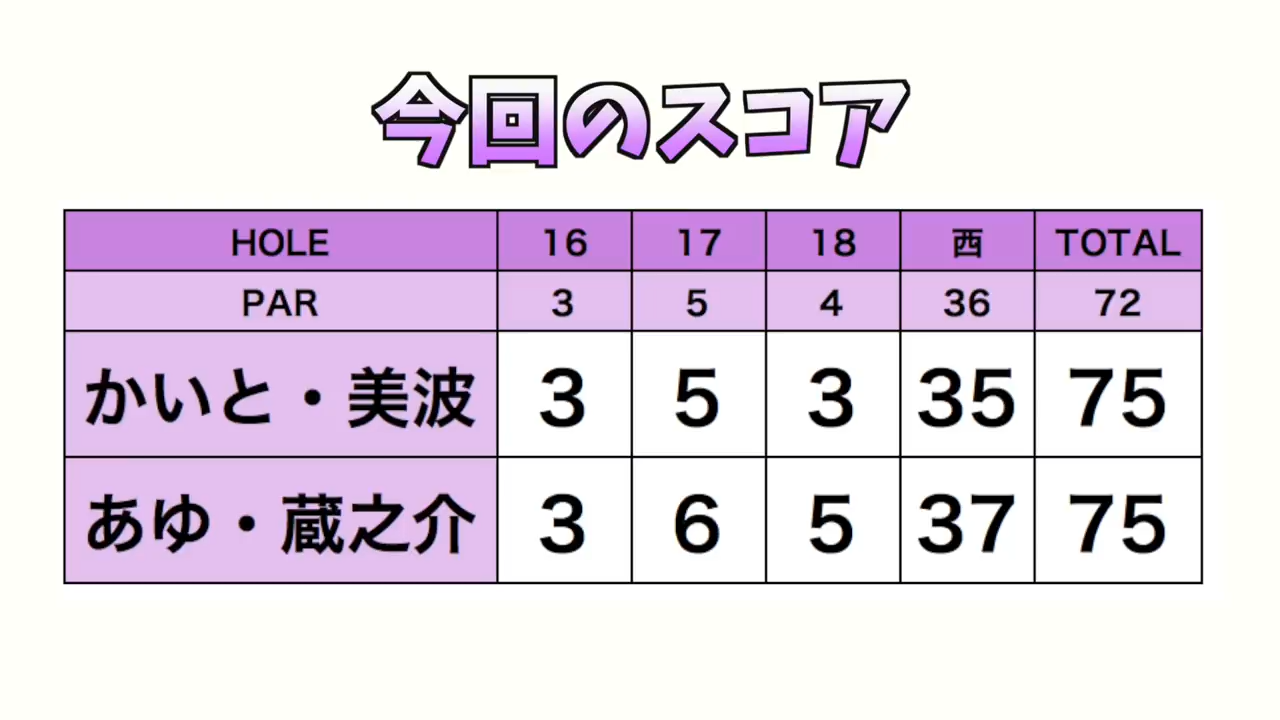 今回のスコア
HOLE 16 17 18 西 TOTAL
PAR 3 5 4 36 72
かいと・美波 3 5 3 35 75
あゆ・蔵之介 3 6 5 37 75